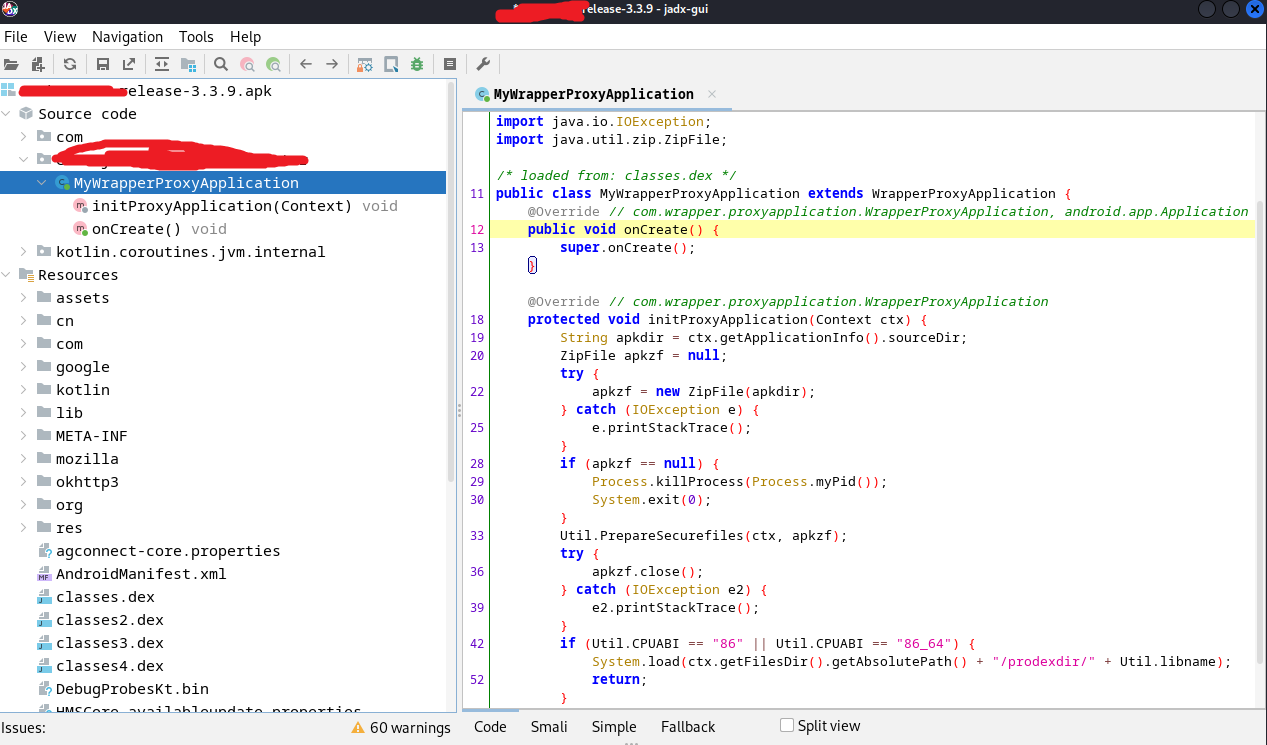 release-3.3.9 - jadx-gui
File View Navigation Tools Help
release-3.3.9.apk
Source code
com
MyWrapperProxyApplication
initProxyApplication(Context) void
onCreate() void
kotlin.coroutines.jvm.internal
Resources
assets
cn
com
google
kotlin
lib
META-INF
mozilla
okhttp3
org
res
agconnect-core.properties
AndroidManifest.xml
classes.dex
classes2.dex
classes3.dex
classes4.dex
DebugProbesKt.bin
HMSCore.availableupdate.properties
Issues: 60 warnings
MyWrapperProxyApplication
import java.io.IOException;
import java.util.zip.ZipFile;
/* loaded from: classes.dex */
11 public class MyWrapperProxyApplication extends WrapperProxyApplication {
@Override // com.wrapper.proxyapplication.WrapperProxyApplication, android.app.Application
12 public void onCreate() {
13 super.onCreate();
}
@Override // com.wrapper.proxyapplication.WrapperProxyApplication
18 protected void initProxyApplication(Context ctx) {
19 String apkdir = ctx.getApplicationInfo().sourceDir;
20 ZipFile apkzf = null;
try {
22 apkzf = new ZipFile(apkdir);
} catch (IOException e) {
25 e.printStackTrace();
}
28 if (apkzf == null) {
29 Process.killProcess(Process.myPid());
30 System.exit(0);
}
33 Util.PrepareSecurefiles(ctx, apkzf);
try {
36 apkzf.close();
} catch (IOException e2) {
39 e2.printStackTrace();
}
42 if (Util.CPUABI == "86" || Util.CPUABI == "86_64") {
System.load(ctx.getFilesDir().getAbsolutePath() + "/prodexdir/" + Util.libname);
52 return;
}
Code Smali Simple Fallback Split view